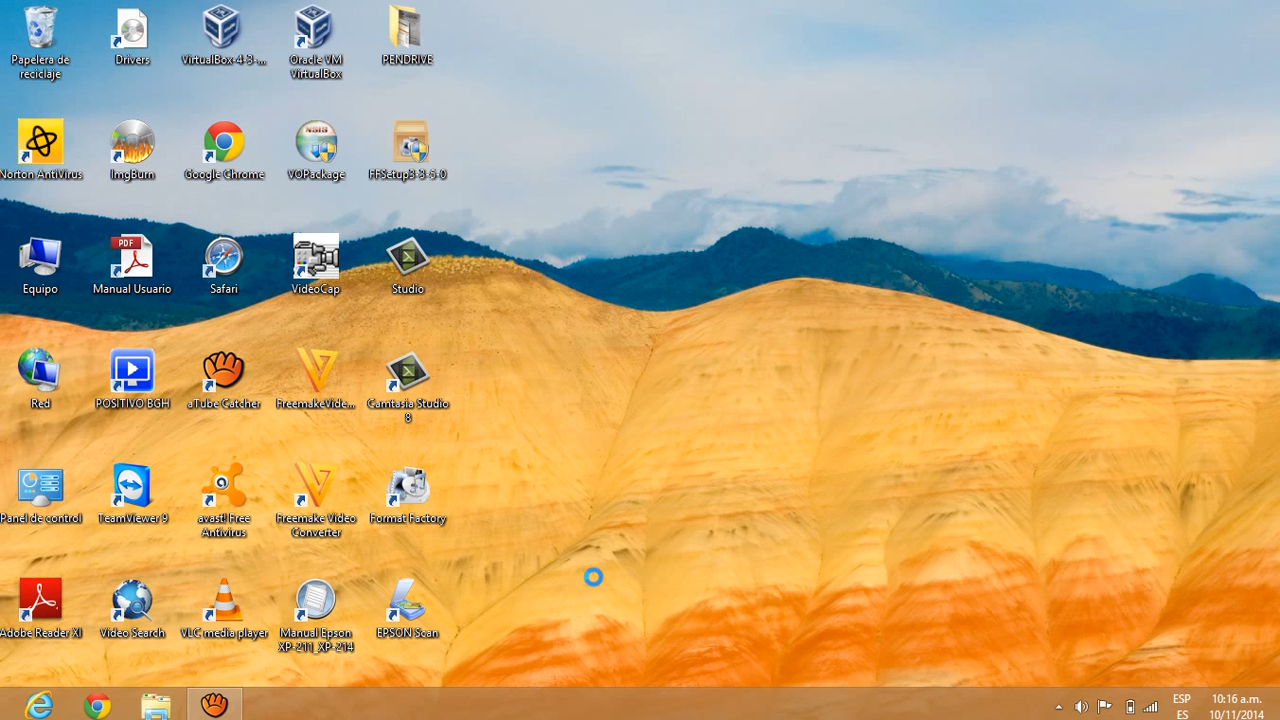 Papelera de
reciclaje
Drivers
VirtualBox-4-3-...
Oracle VM
VirtualBox
PENDRIVE
Norton AntiVirus
ImgBurn
Google Chrome
NSIS
VOPackage
FFSetup3-3-5-0
Equipo
PDF
Manual Usuario
Safari
VideoCap
Studio
Red
POSITIVO BGH
aTube Catcher
FreemakeVide...
Camtasia Studio
8
Panel de control
TeamViewer 9
avast! Free
Antivirus
Freemake Video
Converter
Format Factory
Adobe Reader XI
Video Search
VLC media player
Manual Epson
XP-211_XP-214
EPSON Scan
ESP
ES
10:16 a.m.
10/11/2014